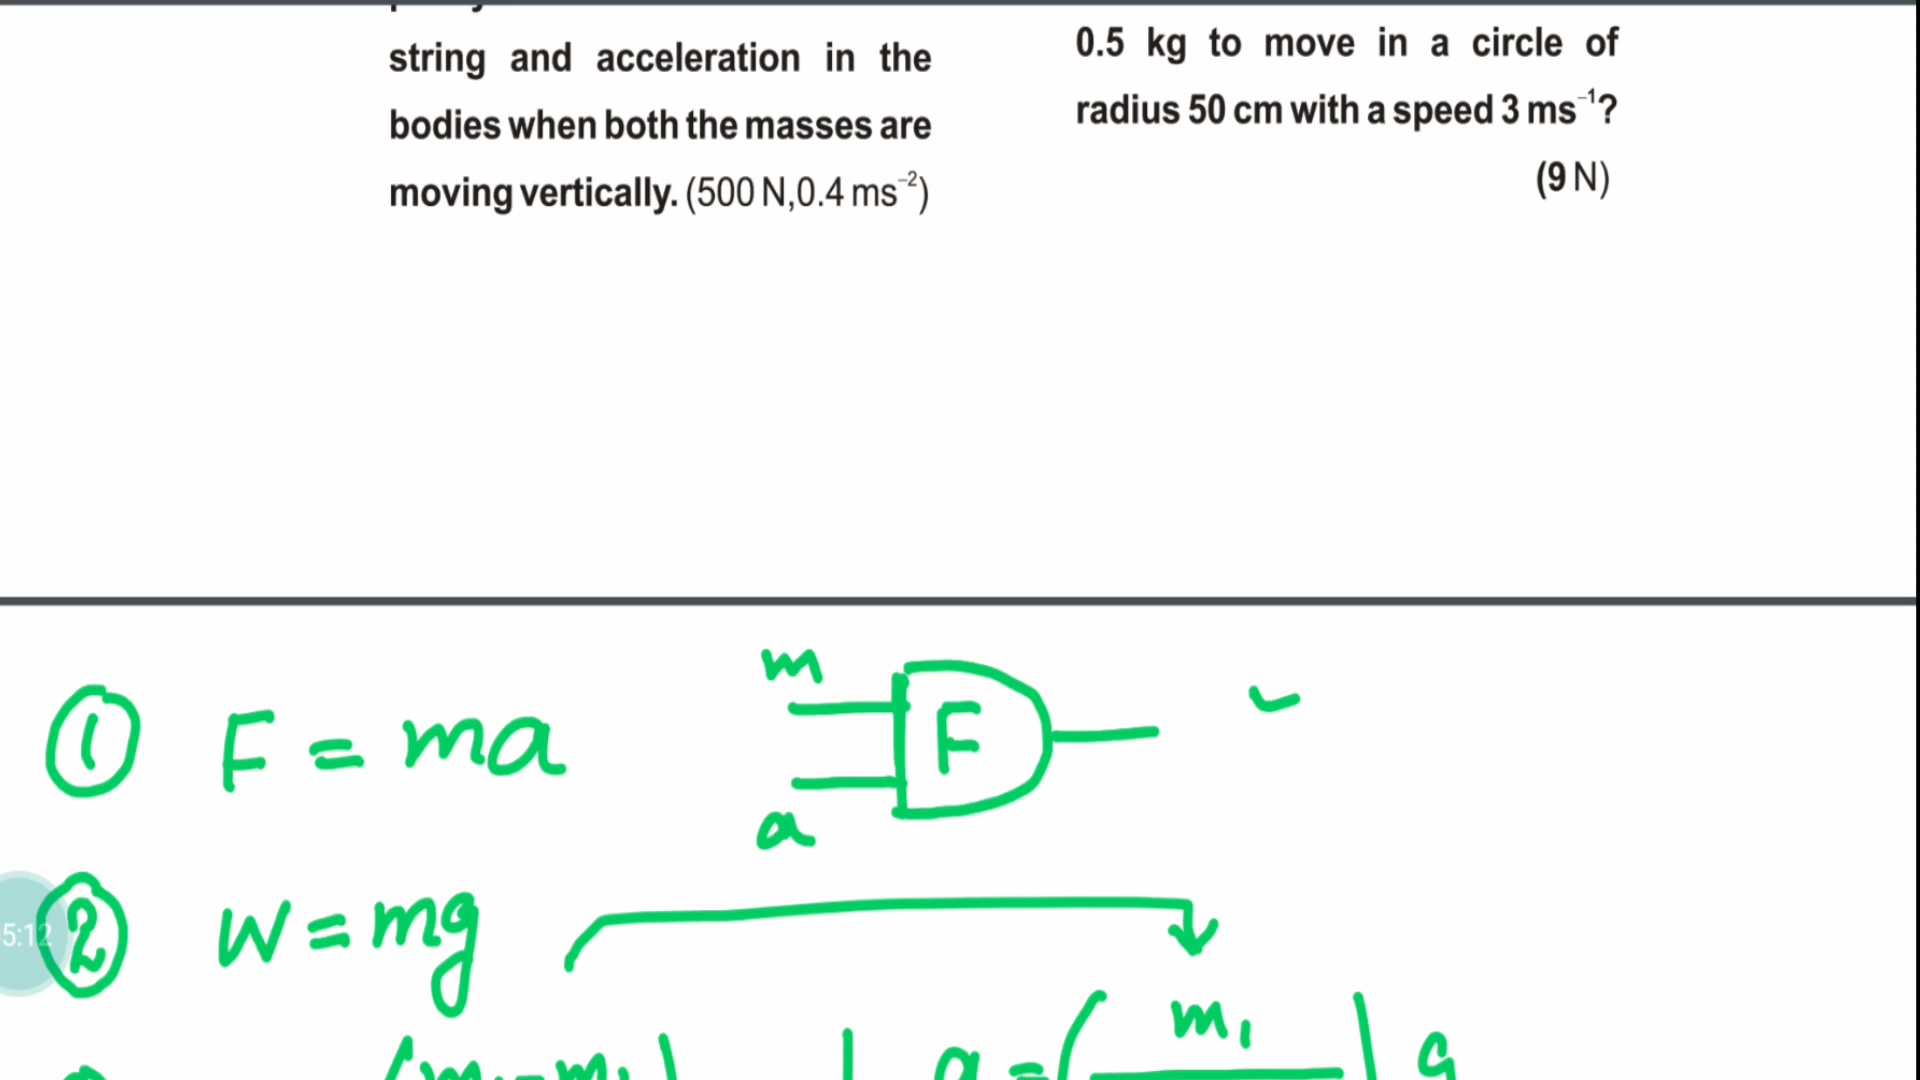 string and acceleration in the
bodies when both the masses are
moving vertically. (500 N,0.4 ms⁻²)
0.5 kg to move in a circle of
radius 50 cm with a speed 3 ms⁻¹?
(9 N)
① F = ma
m
F
a
② W = mg
5:12
m₁
a =